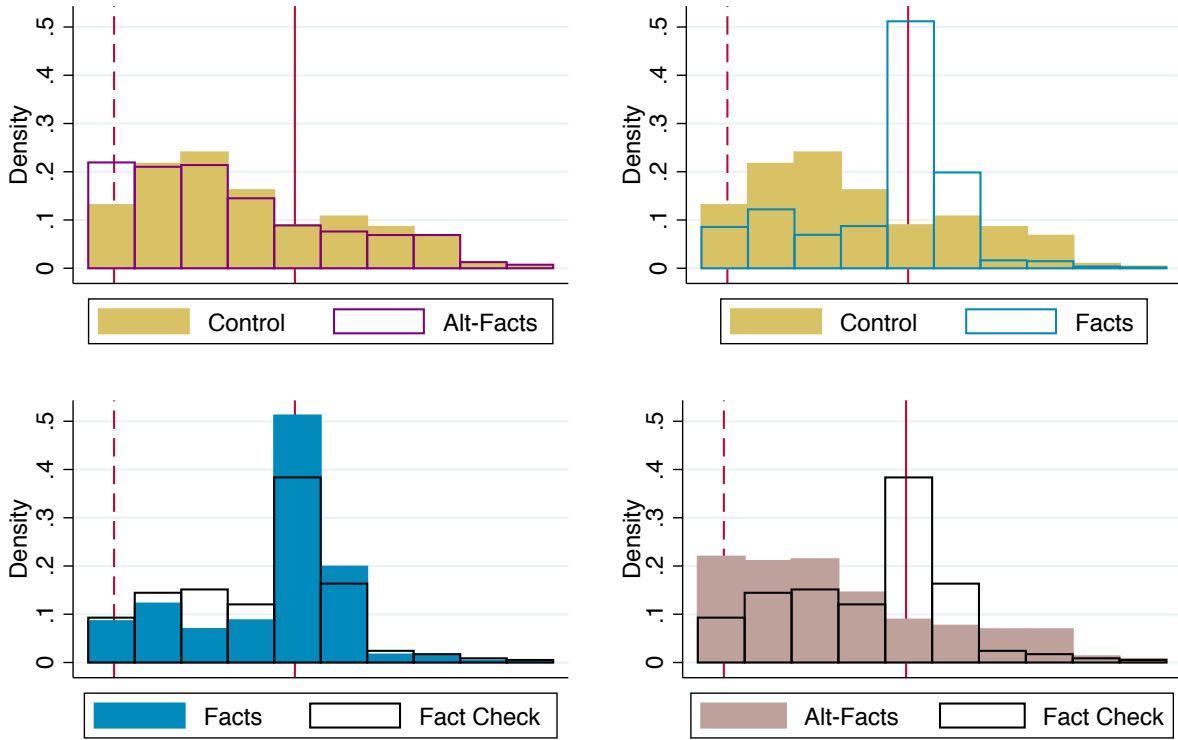 Density
.5
.4
.3
.2
.1
0
Control
Alt-Facts
Density
.5
.4
.3
.2
.1
0
Control
Facts
Density
.5
.4
.3
.2
.1
0
Facts
Fact Check
Density
.5
.4
.3
.2
.1
0
Alt-Facts
Fact Check